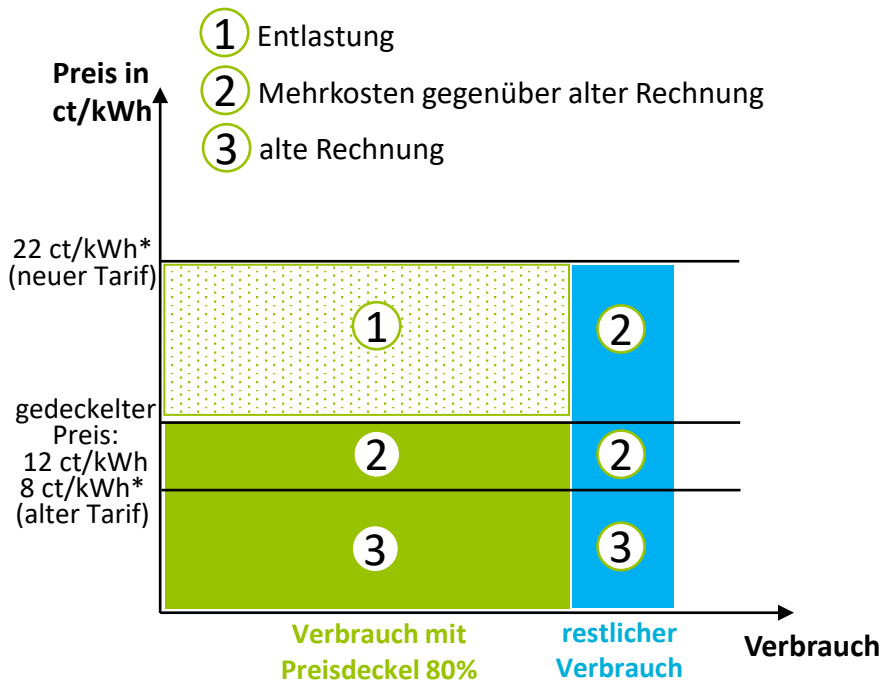 1 Entlastung
2 Mehrkosten gegenüber alter Rechnung
3 alte Rechnung
Preis in
ct/kWh
22 ct/kWh*
(neuer Tarif)
1
2
gedeckelter
Preis:
12 ct/kWh
2
2
8 ct/kWh*
(alter Tarif)
3
3
Verbrauch mit
Preisdeckel 80%
restlicher
Verbrauch
Verbrauch